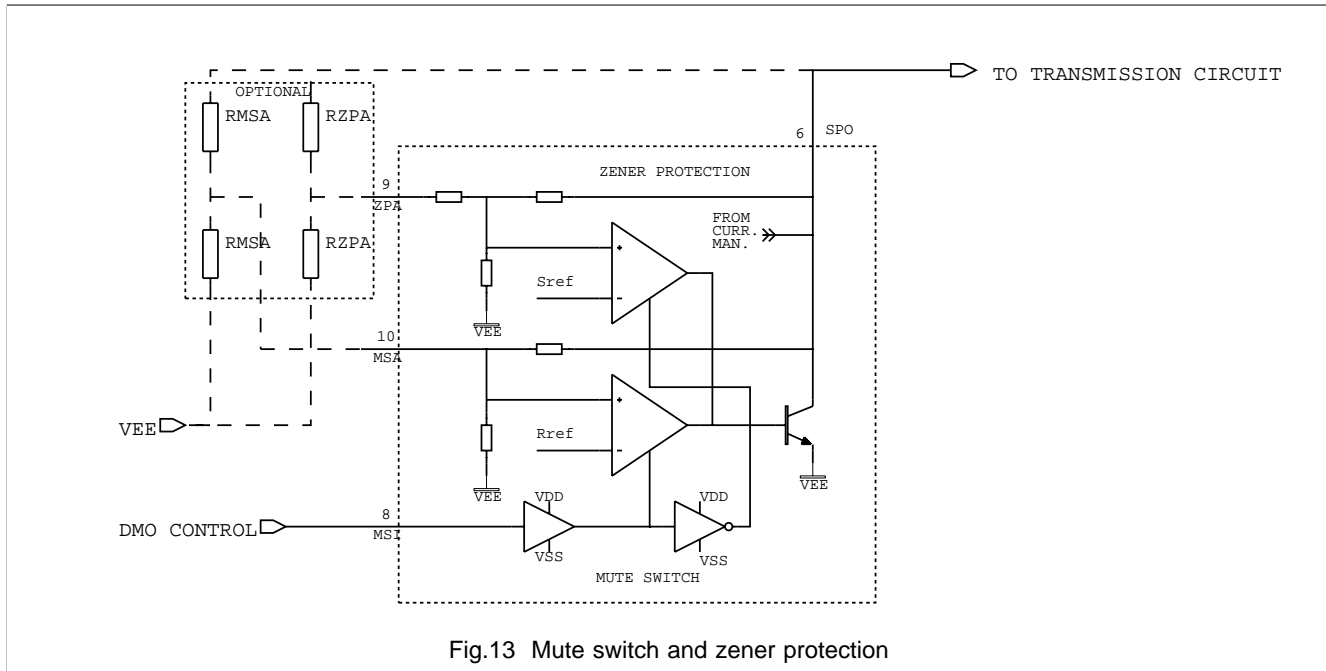 TO TRANSMISSION CIRCUIT
OPTIONAL
RMSA
RZPA
6
SPO
ZENER PROTECTION
9
ZPA
FROM
CURR.
MAN.
RMSA
RZPA
Sref
VEE
10
MSA
VEE
Rref
VEE
VEE
8
VDD
VDD
DMO CONTROL
MSI
VSS
VSS
MUTE SWITCH
Fig.13 Mute switch and zener protection